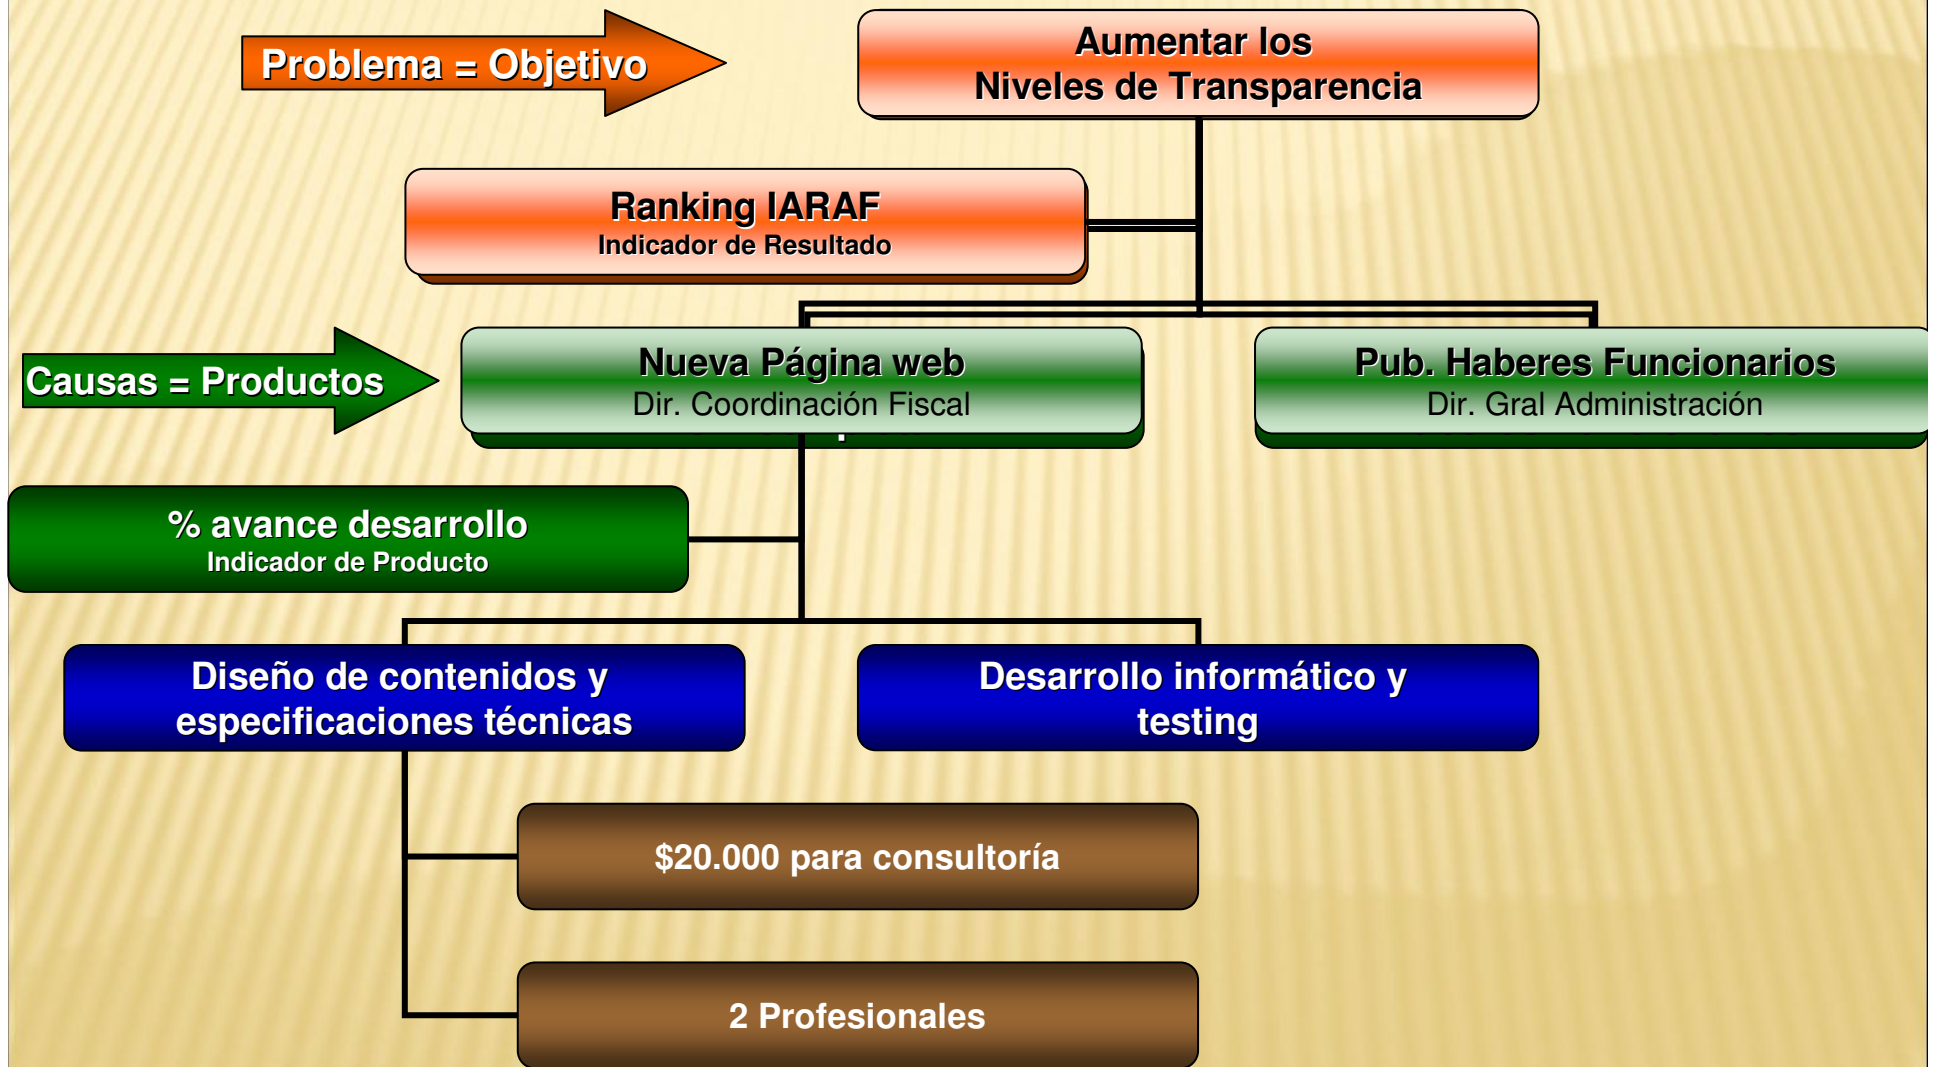 Problema = Objetivo
Aumentar los
Niveles de Transparencia
Ranking IARAF
Indicador de Resultado
Causas = Productos
Nueva Página web
Dir. Coordinación Fiscal
Pub. Haberes Funcionarios
Dir. Gral Administración
% avance desarrollo
Indicador de Producto
Diseño de contenidos y
especificaciones técnicas
Desarrollo informático y
testing
$20.000 para consultoría
2 Profesionales